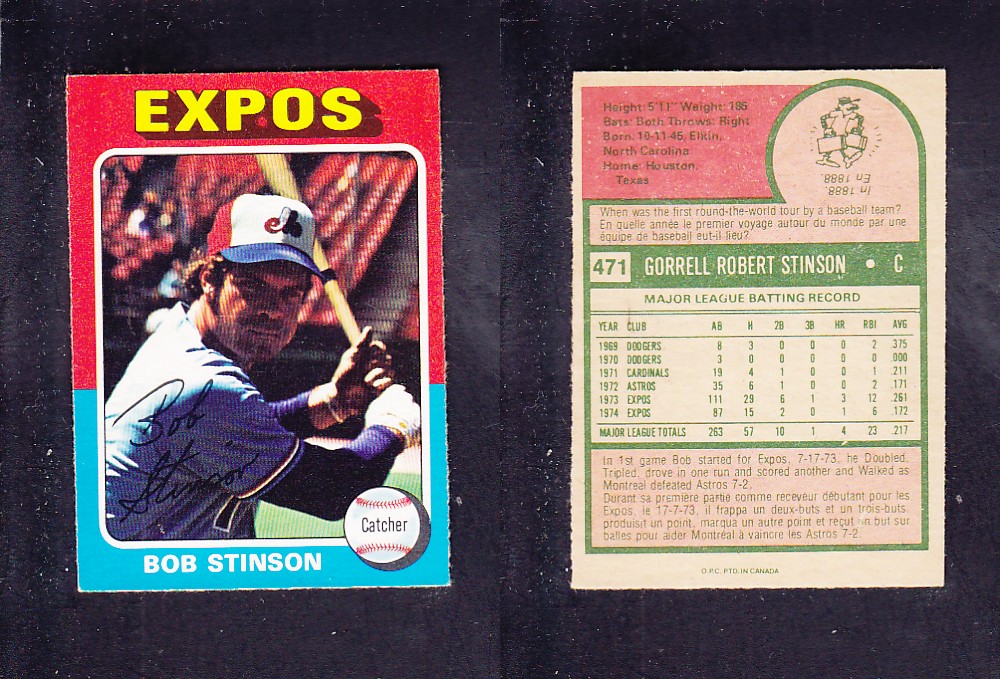 EXPOS
Bob
Stinson
Catcher
BOB STINSON
Height: 5'11" Weight: 185
Bats: Both Throws: Right
Born: 10-11-45, Elkin,
North Carolina
Home: Houston,
Texas
In 1888.
En 1888.
When was the first round-the-world tour by a baseball team?
En quelle année le premier voyage autour du monde par une
équipe de baseball eut-il lieu?
471 GORRELL ROBERT STINSON • C
MAJOR LEAGUE BATTING RECORD
YEAR CLUB AB H 2B 3B HR RBI AVG
1969 DODGERS 8 3 0 0 0 2 .375
1970 DODGERS 3 0 0 0 0 0 .000
1971 CARDINALS 19 4 1 0 0 1 .211
1972 ASTROS 35 6 1 0 0 2 .171
1973 EXPOS 111 29 6 1 3 12 .261
1974 EXPOS 87 15 2 0 1 6 .172
MAJOR LEAGUE TOTALS 263 57 10 1 4 23 .217
In 1st game Bob started for Expos, 7-17-73, he Doubled,
Tripled, drove in one run and scored another and Walked as
Montreal defeated Astros 7-2.
Durant sa première partie comme receveur débutant pour les
Expos, le 17-7-73, il frappa un deux-buts et un trois-buts,
produisit un point, marqua un autre point et reçut un but sur
balles pour aider Montréal à vaincre les Astros 7-2.
O.P.C. PTD. IN CANADA